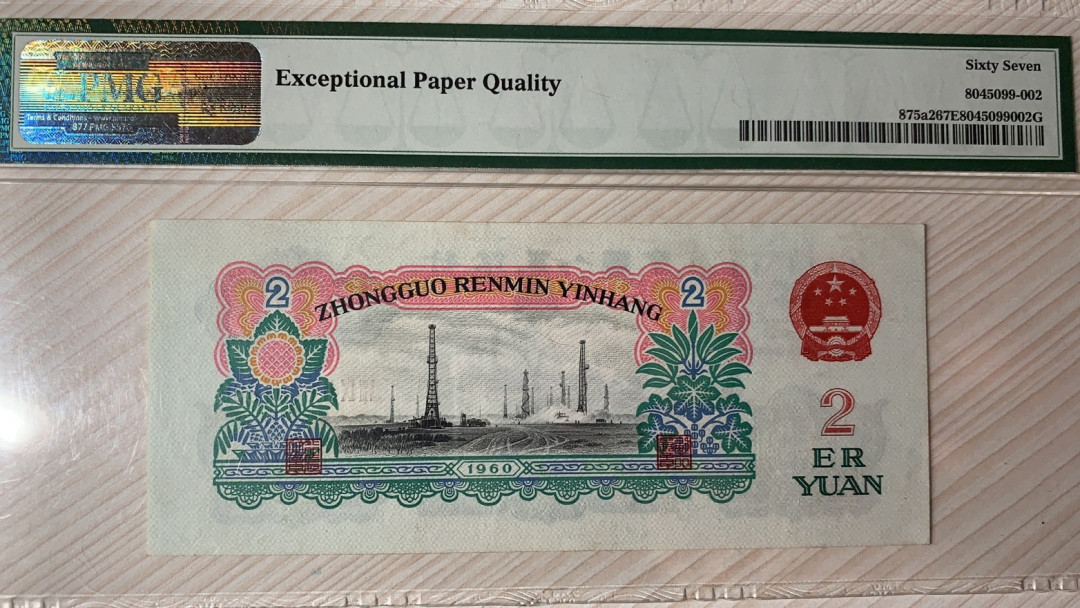 PMG
Exceptional Paper Quality
Sixty Seven
8045099-002
875a267E8045099002G
2
ZHONGGUO RENMIN YINHANG
2
1960
2
ER
YUAN